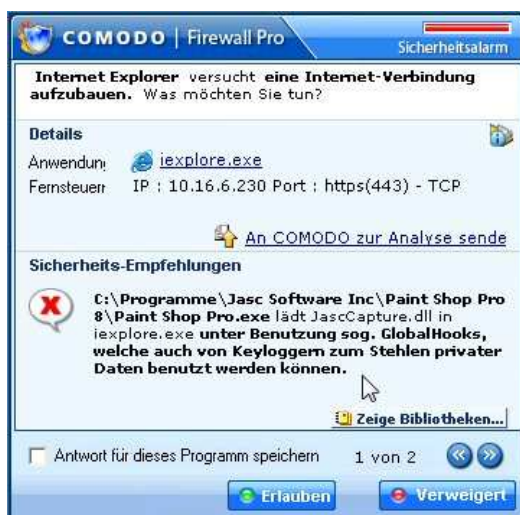 COMODO | Firewall Pro
Sicherheitsalarm
Internet Explorer versucht eine Internet-Verbindung
aufzubauen. Was möchten Sie tun?
Details
Anwendun iexplore.exe
Fernsteuerr IP : 10.16.6.230 Port : https(443) - TCP
An COMODO zur Analyse sende
Sicherheits-Empfehlungen
C:\Programme\Jasc Software Inc\Paint Shop Pro
8\Paint Shop Pro.exe lädt JascCapture.dll in
iexplore.exe unter Benutzung sog. GlobalHooks,
welche auch von Keyloggern zum Stehlen privater
Daten benutzt werden können.
Zeige Bibliotheken...
Antwort für dieses Programm speichern 1 von 2
Erlauben Verweigert